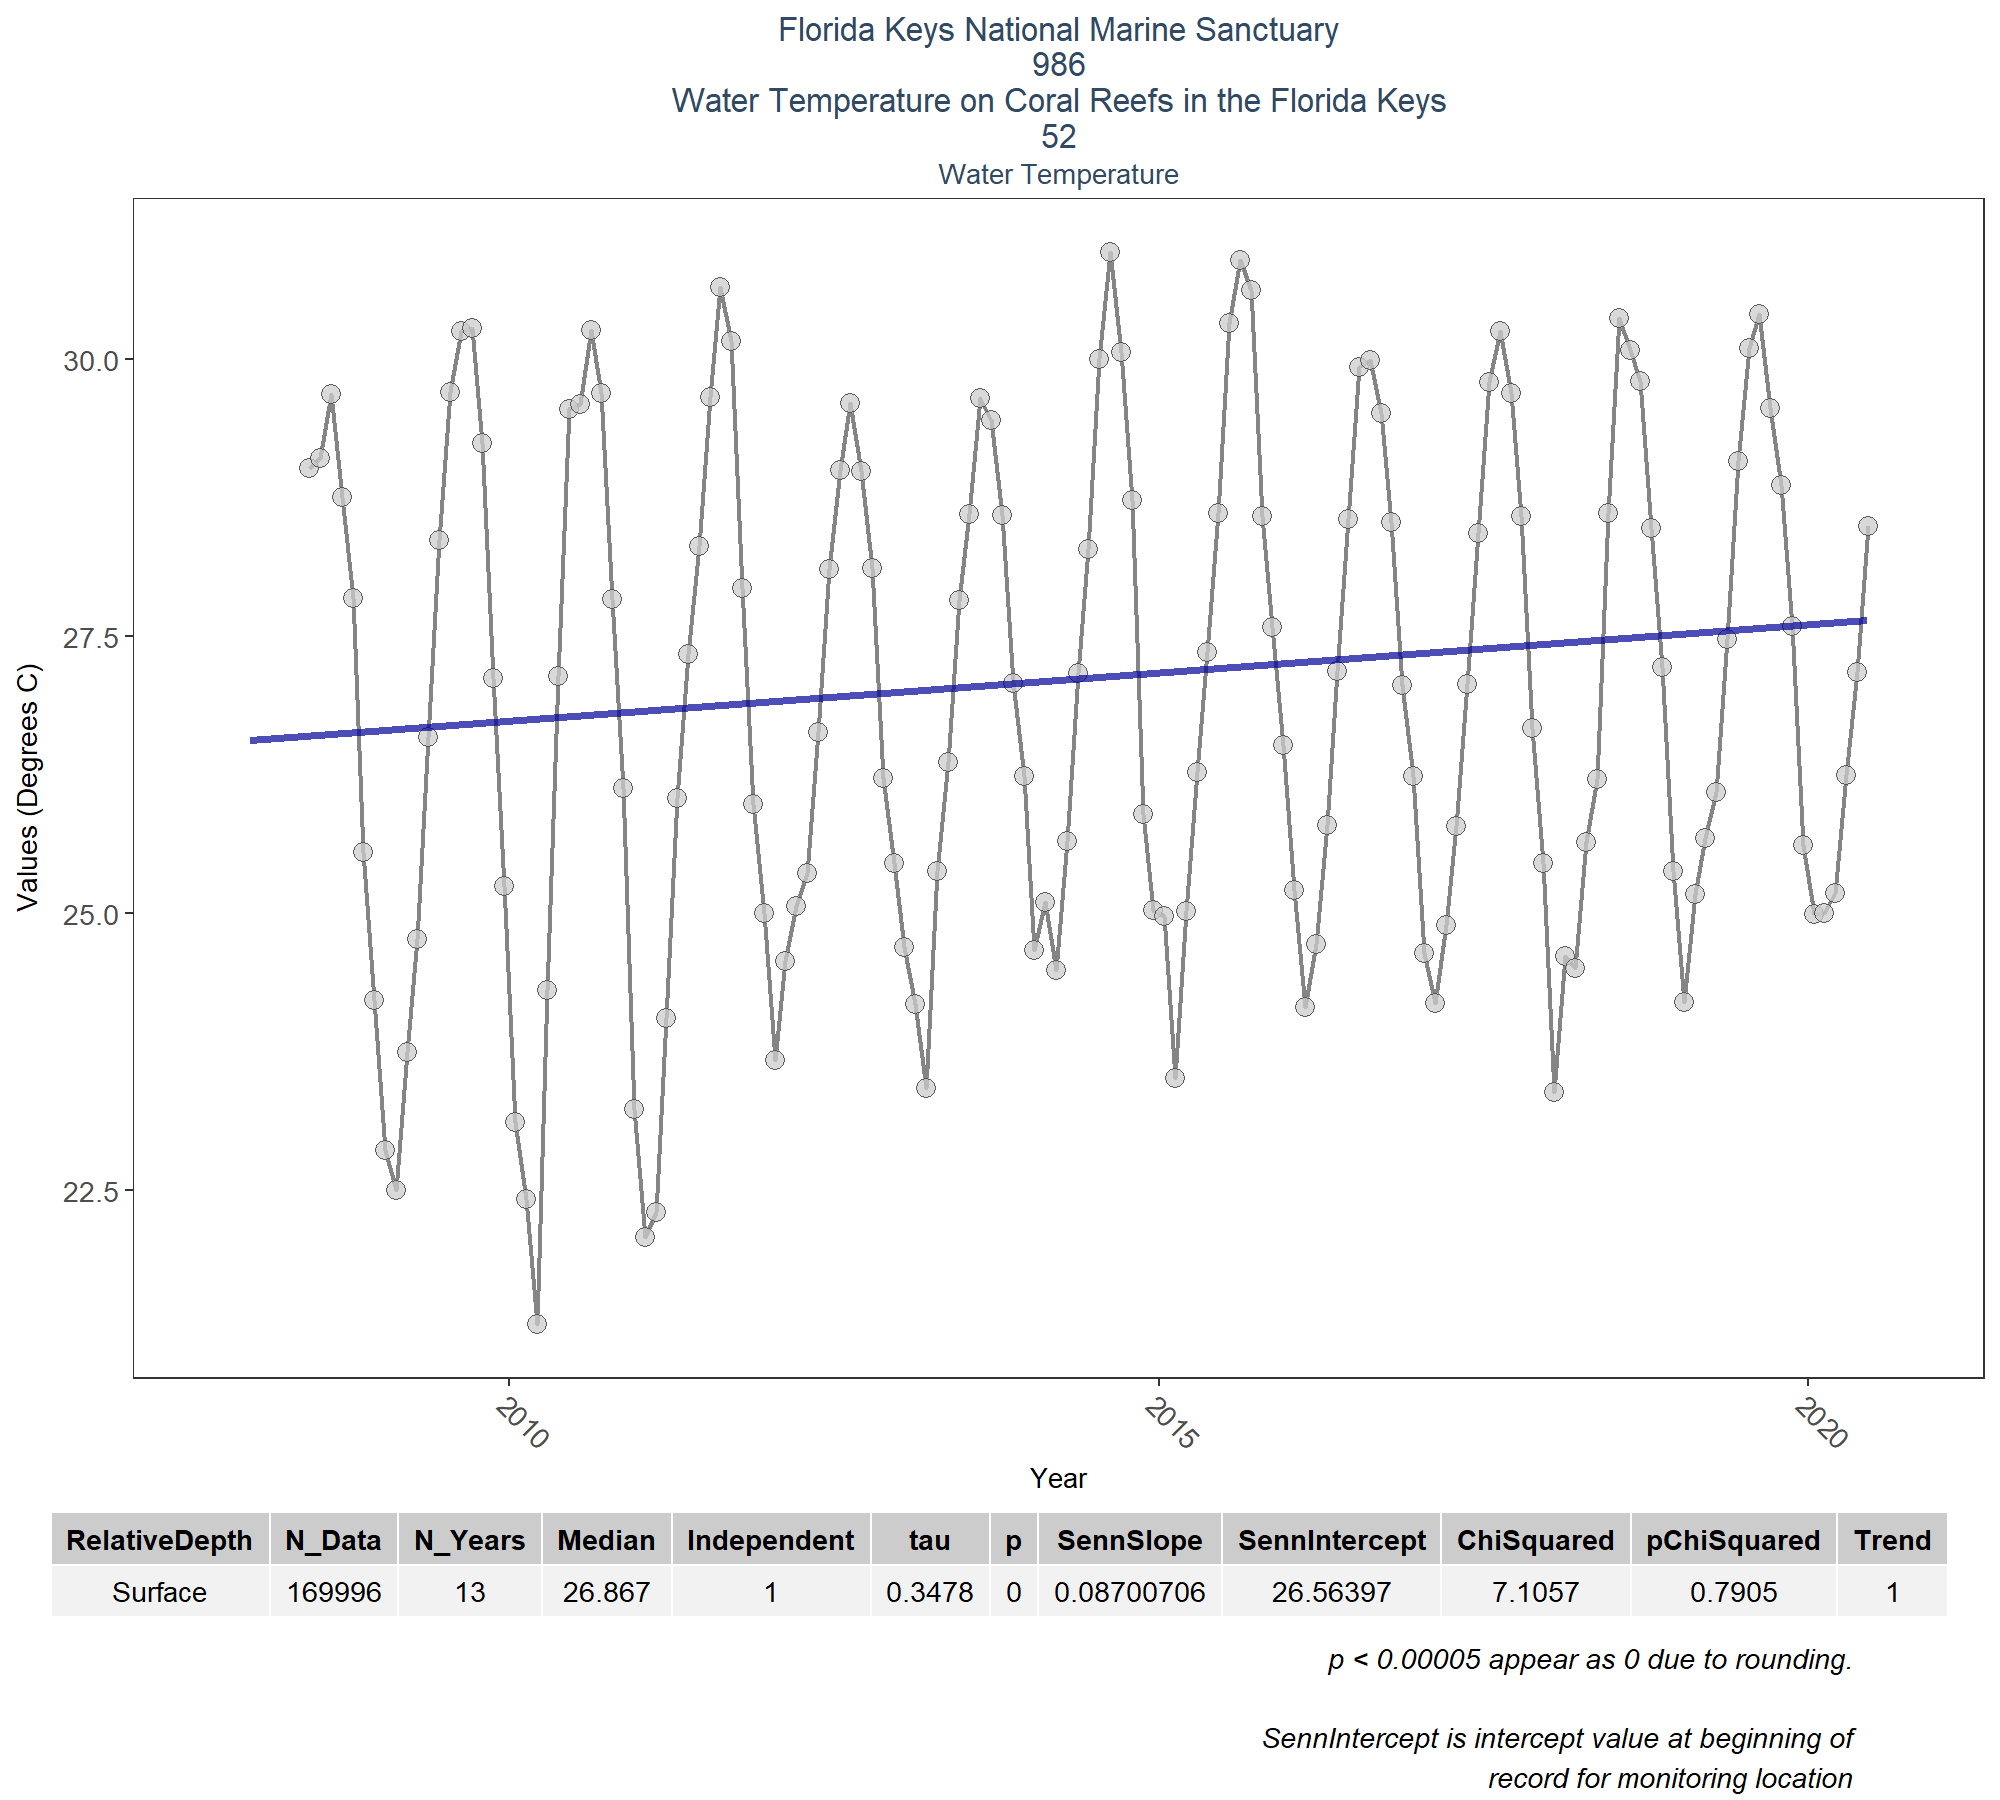 Florida Keys National Marine Sanctuary
986
Water Temperature on Coral Reefs in the Florida Keys
52
Water Temperature
Values (Degrees C)
30.0
27.5
25.0
22.5
2010
2015
2020
Year
RelativeDepth N_Data N_Years Median Independent tau p SennSlope SennIntercept ChiSquared pChiSquared Trend
Surface 169996 13 26.867 1 0.3478 0 0.08700706 26.56397 7.1057 0.7905 1
p < 0.00005 appear as 0 due to rounding.
SennIntercept is intercept value at beginning of
record for monitoring location